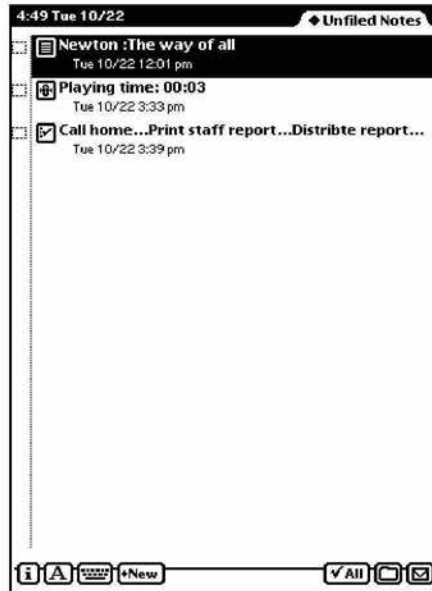 4:49 Tue 10/22
◆Unfiled Notes
Newton :The way of all
Tue 10/22 12:01 pm
Playing time: 00:03
Tue 10/22 3:33 pm
Call home...Print staff report...Distribte report...
Tue 10/22 3:39 pm
i A ◆New ✓All